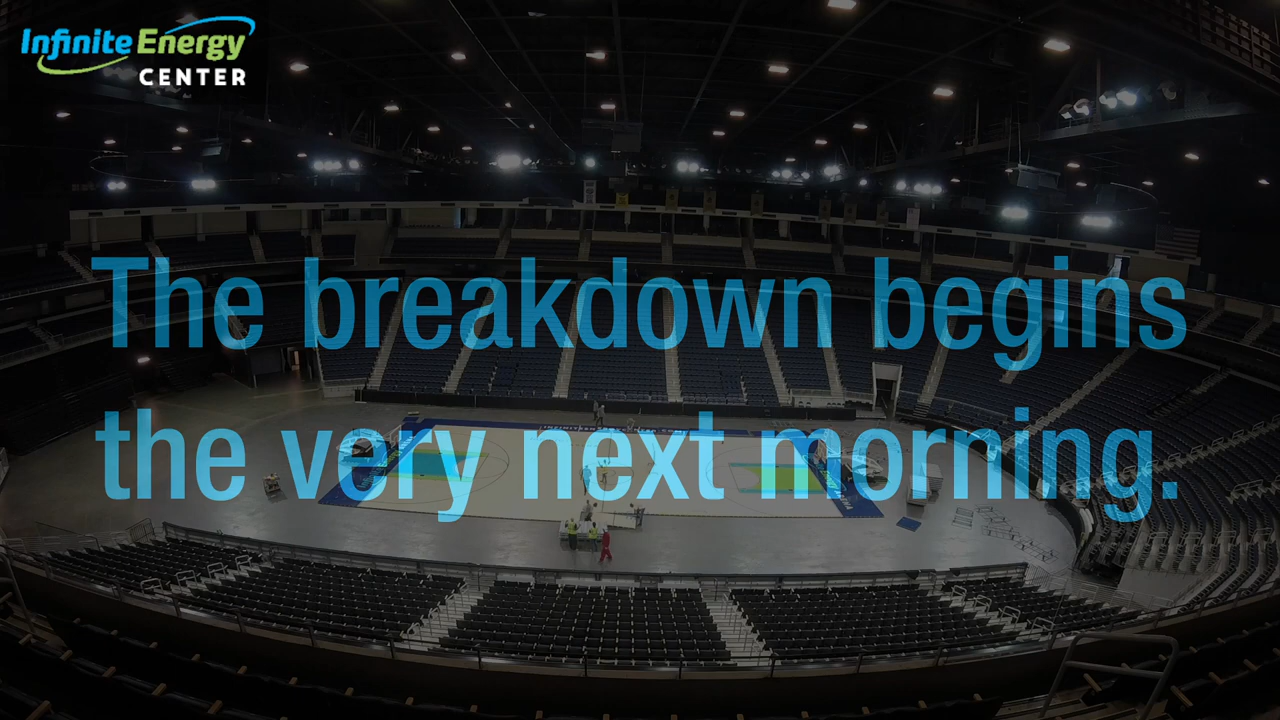 Infinite Energy
CENTER
The breakdown begins
the very next morning.